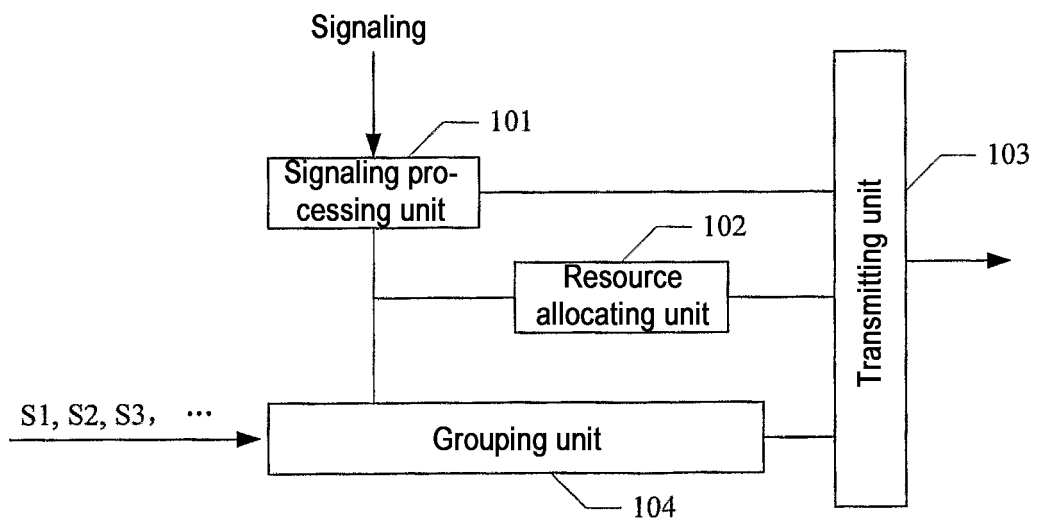 Signaling
101
Signaling pro-
cessing unit
103
102
Resource
allocating unit
Transmitting unit
S1, S2, S3, ...
Grouping unit
104